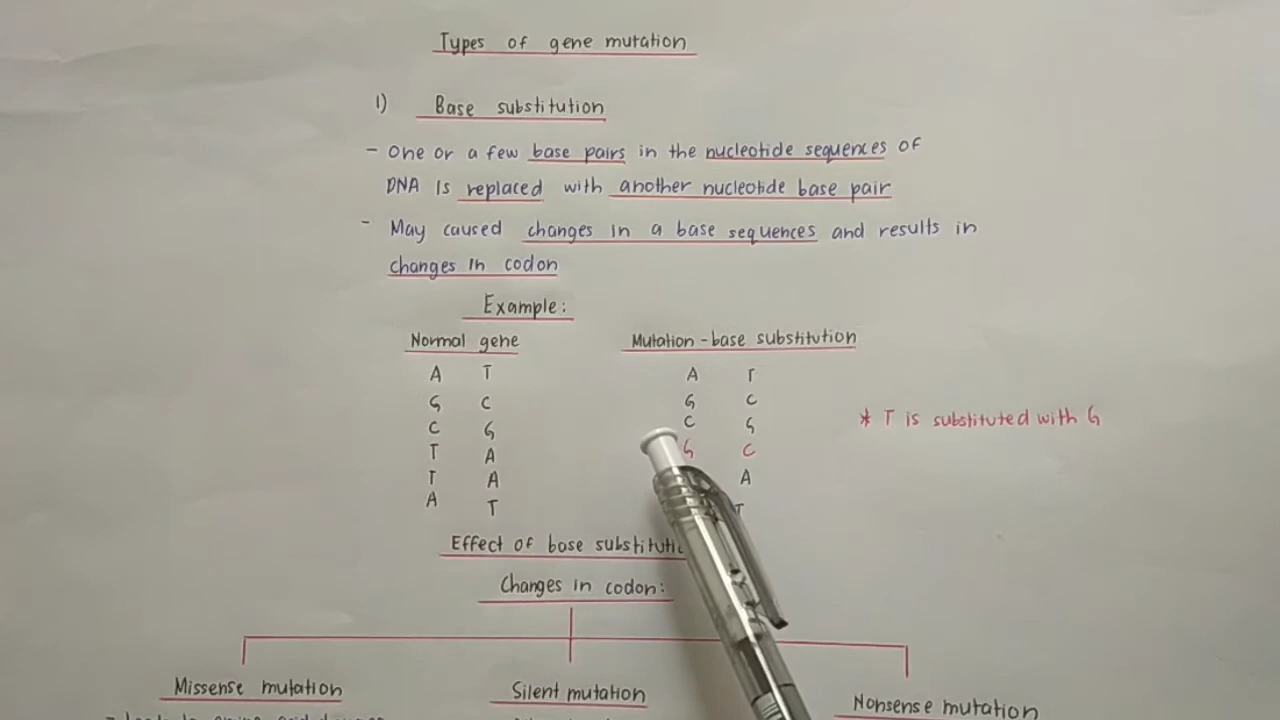 Types of gene mutation
1) Base substitution
- One or a few base pairs in the nucleotide sequences of
DNA is replaced with another nucleotide base pair
- May caused changes in a base sequences and results in
changes in codon
Example:
Normal gene
A T
G C
C G
T A
T A
A T
Mutation - base substitution
A T
G C
C G
G C
A
T
* T is substituted with G
Effect of base
Changes in codon:
Missense mutation
Silent mutation
Nonsense mutation